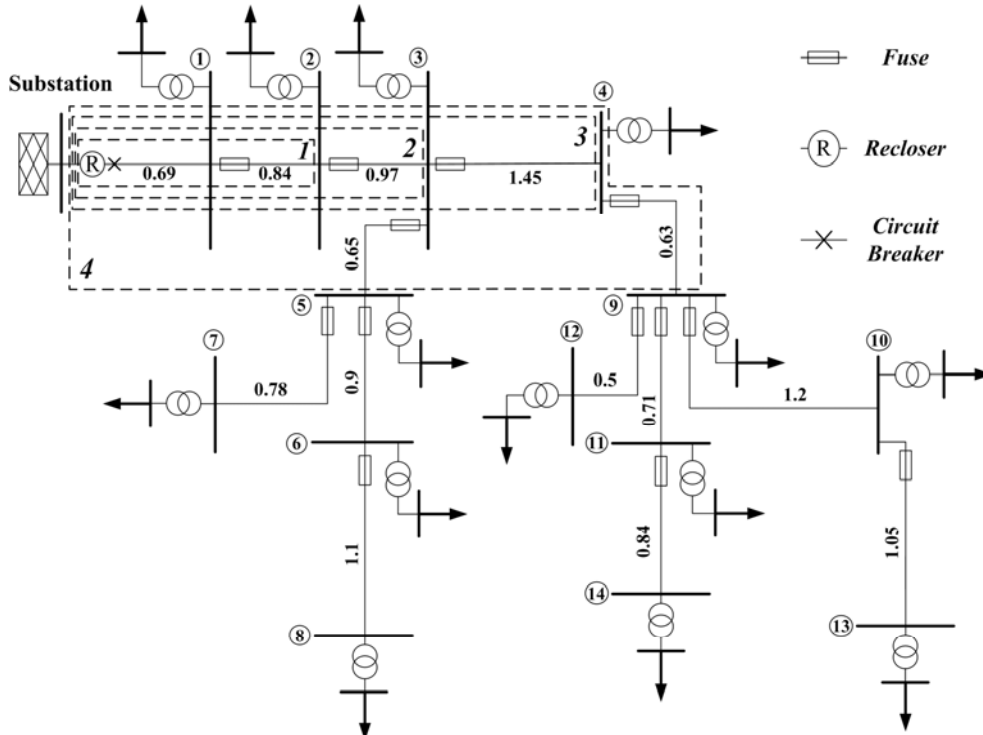 ① ② ③
Fuse
Substation
④
R 1 2 3
R Recloser
0.69 0.84 0.97 1.45
Circuit
Breaker
4 0.65 0.63
⑤ ⑨
⑦ ⑫ ⑩
0.78 0.9 0.5 0.71 1.2
⑥ ⑪
1.1 0.84 1.05
⑭
⑧ ⑬